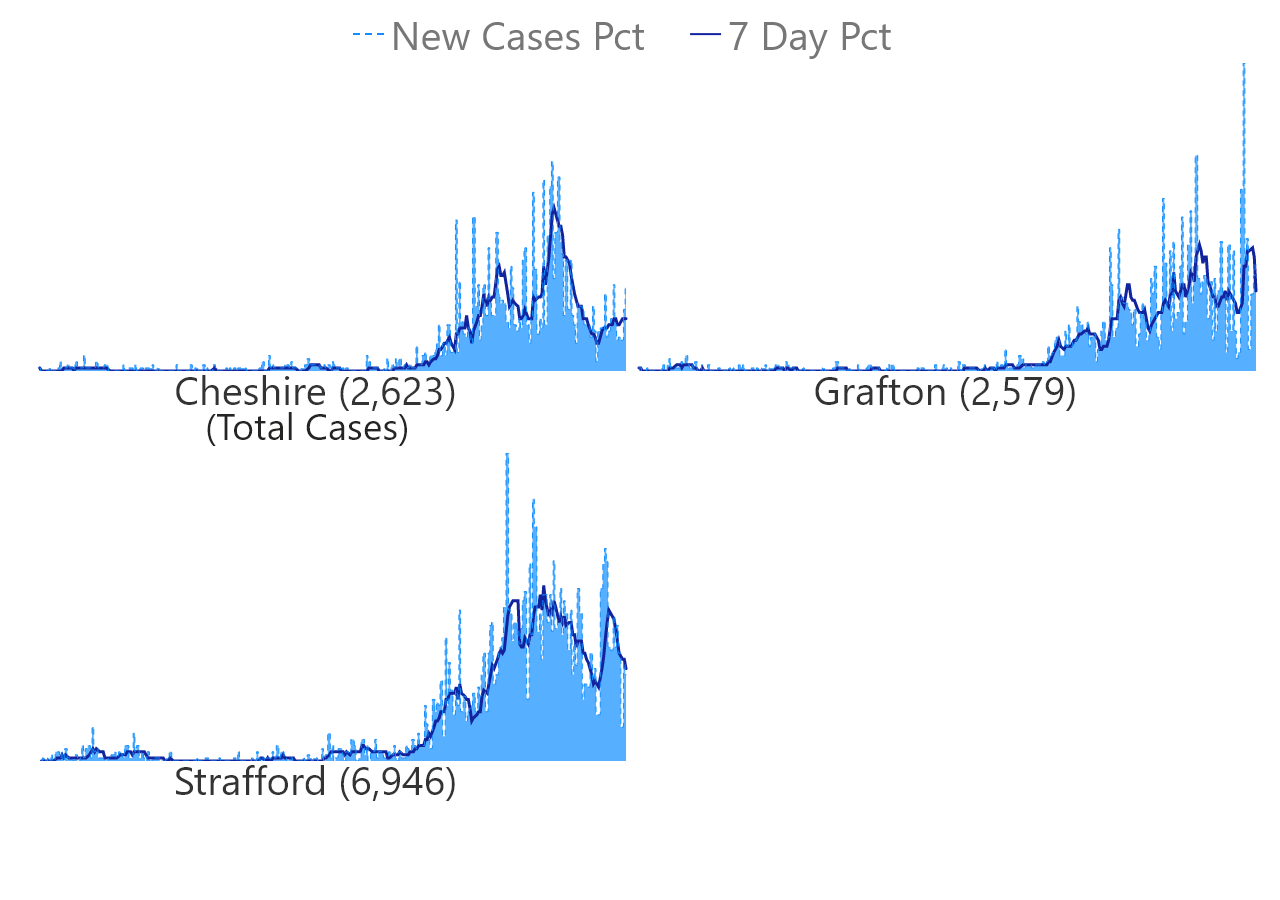 New Cases Pct 7 Day Pct
Cheshire (2,623)
(Total Cases)
Grafton (2,579)
Strafford (6,946)